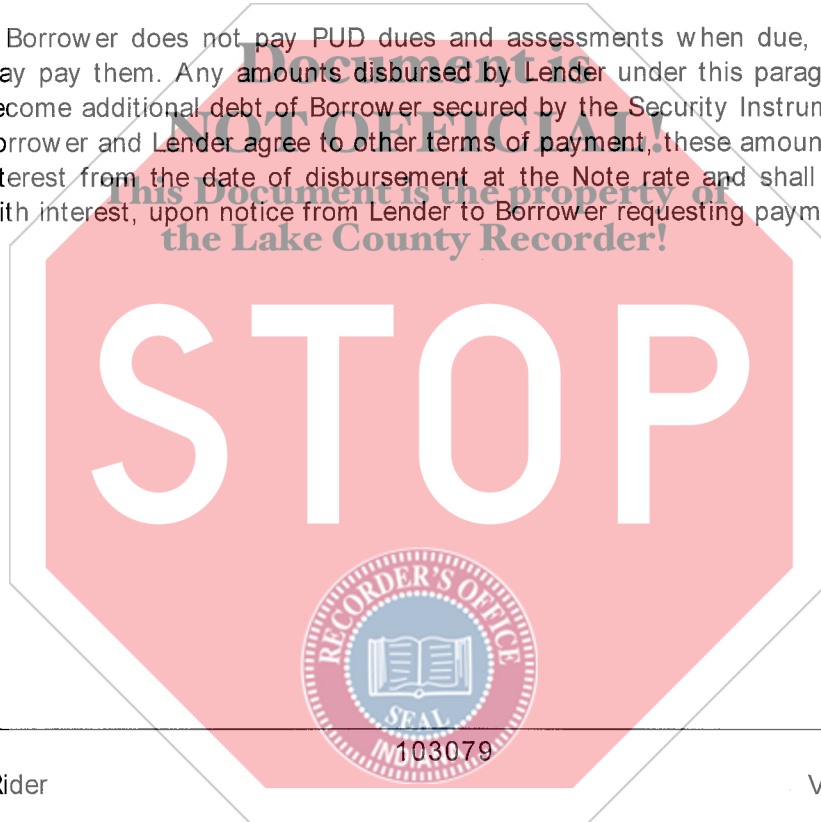 Borrower does not pay PUD dues and assessments when due,
ay pay them. Any amounts disbursed by Lender under this parag
ecome additional debt of Borrower secured by the Security Instrum
orrower and Lender agree to other terms of payment, these amoun
terest from the date of disbursement at the Note rate and shall
ith interest, upon notice from Lender to Borrower requesting paym
Document is
NOT OFFICIAL!
This Document is the property of
the Lake County Recorder!
STOP
RECORDER'S OFFICE
SEAL
INDIANA
103079
Rider
V